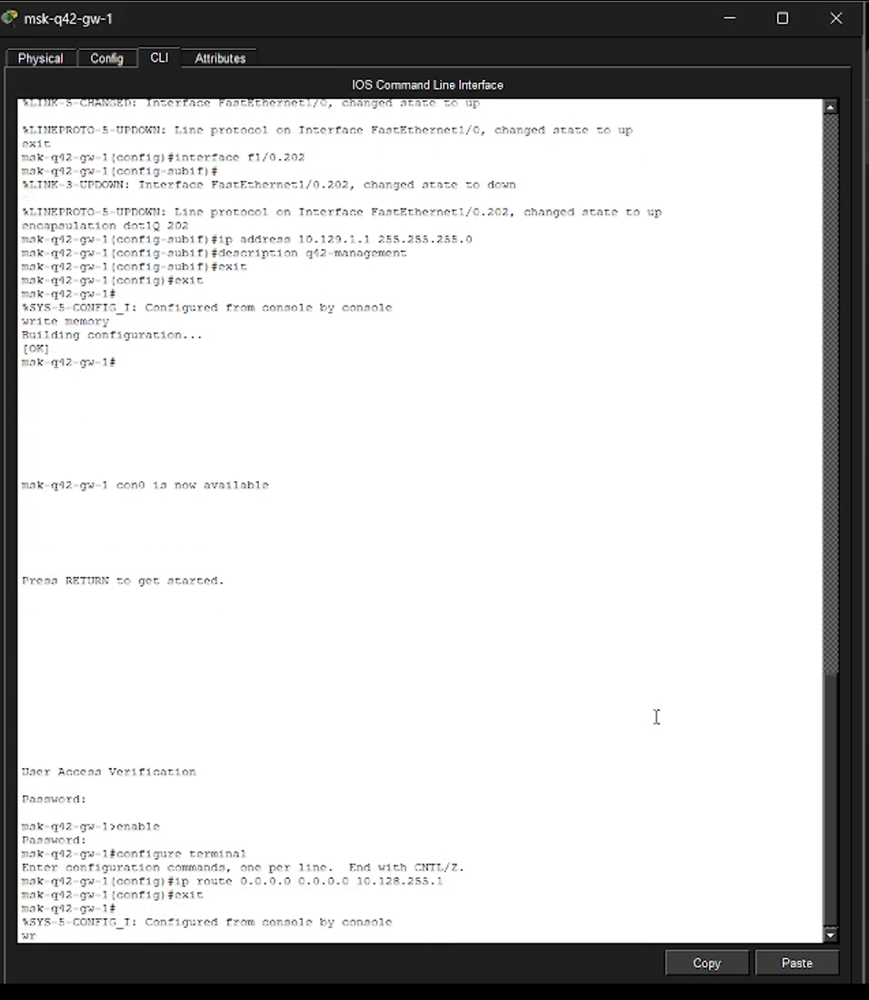 msk-q42-gw-1
Physical Config CLI Attributes
IOS Command Line Interface
%LINK-5-CHANGED: Interface FastEthernet1/0, changed state to up
%LINEPROTO-5-UPDOWN: Line protocol on Interface FastEthernet1/0, changed state to up
exit
msk-q42-gw-1(config)#interface f1/0.202
msk-q42-gw-1(config-subif)#
%LINK-3-UPDOWN: Interface FastEthernet1/0.202, changed state to down
%LINEPROTO-5-UPDOWN: Line protocol on Interface FastEthernet1/0.202, changed state to up
encapsulation dot1Q 202
msk-q42-gw-1(config-subif)#ip address 10.129.1.1 255.255.255.0
msk-q42-gw-1(config-subif)#description q42-management
msk-q42-gw-1(config-subif)#exit
msk-q42-gw-1(config)#exit
msk-q42-gw-1#
%SYS-5-CONFIG_I: Configured from console by console
write memory
Building configuration...
[OK]
msk-q42-gw-1#
msk-q42-gw-1 con0 is now available
Press RETURN to get started.
User Access Verification
Password:
msk-q42-gw-1>enable
Password:
msk-q42-gw-1#configure terminal
Enter configuration commands, one per line.  End with CNTL/Z.
msk-q42-gw-1(config)#ip route 0.0.0.0 0.0.0.0 10.128.255.1
msk-q42-gw-1(config)#exit
msk-q42-gw-1#
%SYS-5-CONFIG_I: Configured from console by console
wr
Copy Paste